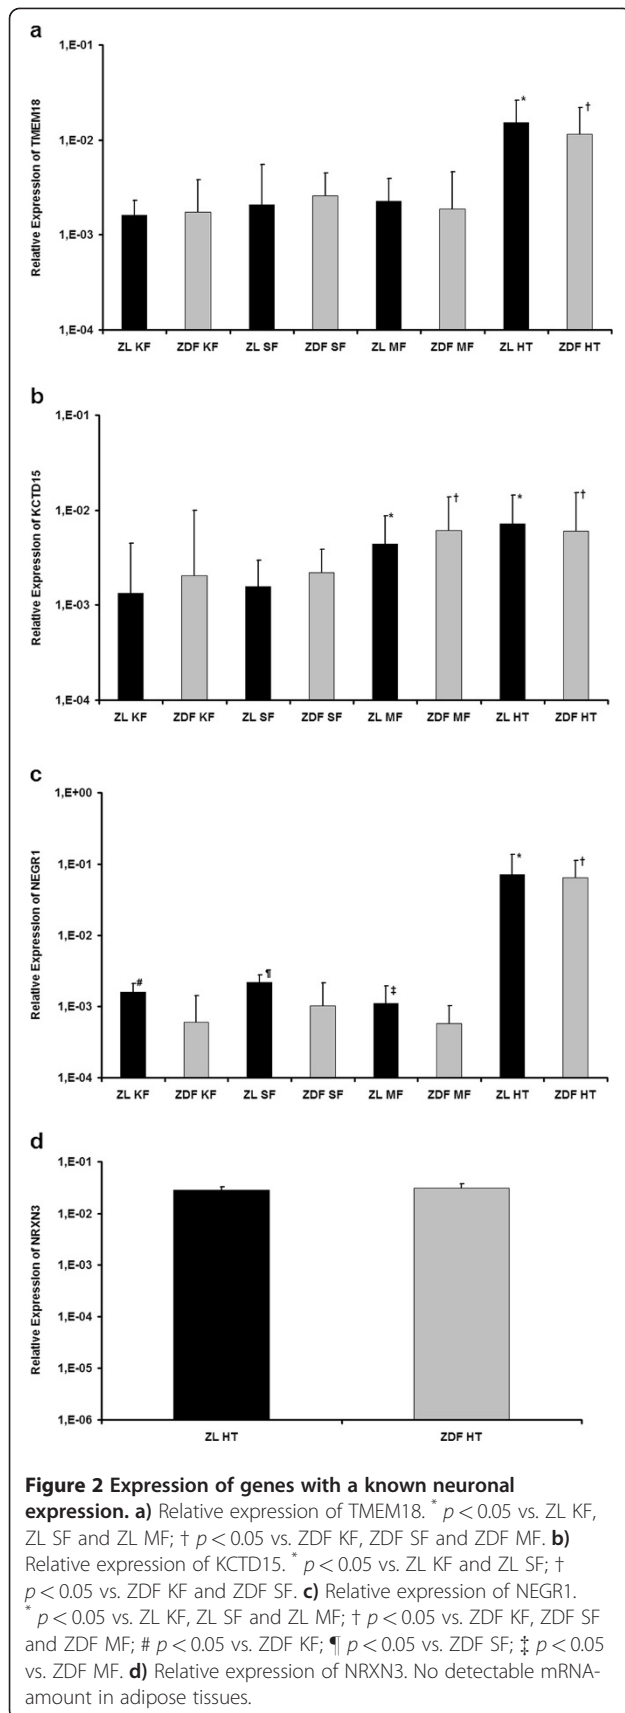 a
Relative Expression of TMEM18
1,E-01
1,E-02
1,E-03
1,E-04
ZL KF ZDF KF ZL SF ZDF SF ZL MF ZDF MF ZL HT ZDF HT
* †
b
Relative Expression of KCTD15
1,E-01
1,E-02
1,E-03
1,E-04
ZL KF ZDF KF ZL SF ZDF SF ZL MF ZDF MF ZL HT ZDF HT
* † * †
c
Relative Expression of NEGR1
1,E+00
1,E-01
1,E-02
1,E-03
1,E-04
ZL KF ZDF KF ZL SF ZDF SF ZL MF ZDF MF ZL HT ZDF HT
# ¶ ‡ * †
d
Relative Expression of NRXN3
1,E-01
1,E-02
1,E-03
1,E-04
1,E-05
1,E-06
ZL HT ZDF HT
Figure 2 Expression of genes with a known neuronal
expression. a) Relative expression of TMEM18. * p < 0.05 vs. ZL KF,
ZL SF and ZL MF; † p < 0.05 vs. ZDF KF, ZDF SF and ZDF MF. b)
Relative expression of KCTD15. * p < 0.05 vs. ZL KF and ZL SF; †
p < 0.05 vs. ZDF KF and ZDF SF. c) Relative expression of NEGR1.
* p < 0.05 vs. ZL KF, ZL SF and ZL MF; † p < 0.05 vs. ZDF KF, ZDF SF
and ZDF MF; # p < 0.05 vs. ZDF KF; ¶ p < 0.05 vs. ZDF SF; ‡ p < 0.05
vs. ZDF MF. d) Relative expression of NRXN3. No detectable mRNA-
amount in adipose tissues.